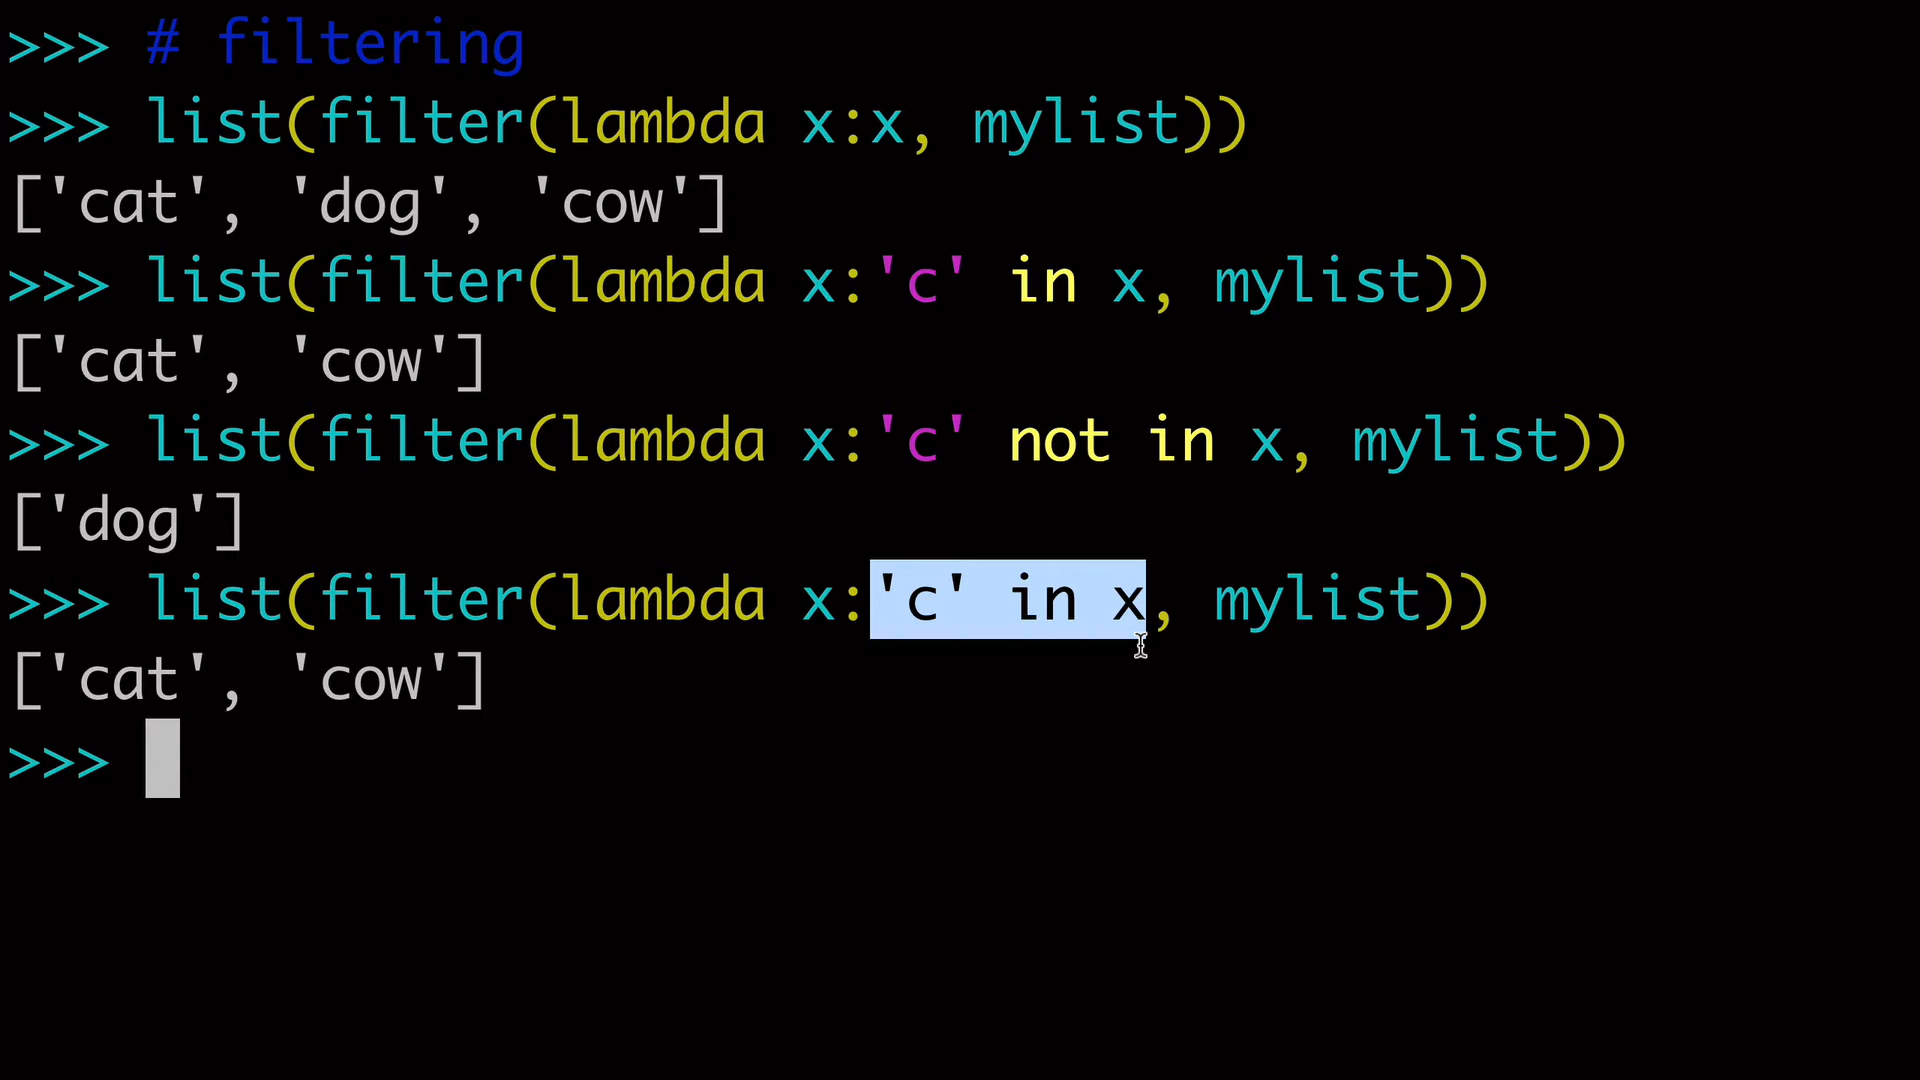 >>> # filtering
>>> list(filter(lambda x:x, mylist))
['cat', 'dog', 'cow']
>>> list(filter(lambda x:'c' in x, mylist))
['cat', 'cow']
>>> list(filter(lambda x:'c' not in x, mylist))
['dog']
>>> list(filter(lambda x:'c' in x, mylist))
['cat', 'cow']
>>>